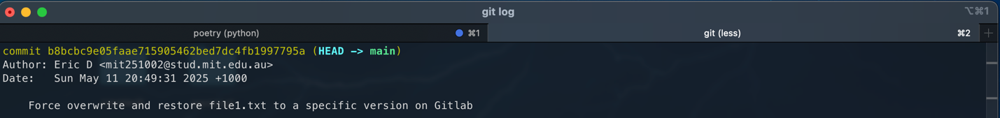 git log
⌥⌘1
poetry (python) ⌘1 git (less) ⌘2 +
commit b8bcbc9e05faae715905462bed7dc4fb1997795a (HEAD -> main)
Author: Eric D <mit251002@stud.mit.edu.au>
Date:   Sun May 11 20:49:31 2025 +1000
Force overwrite and restore file1.txt to a specific version on Gitlab